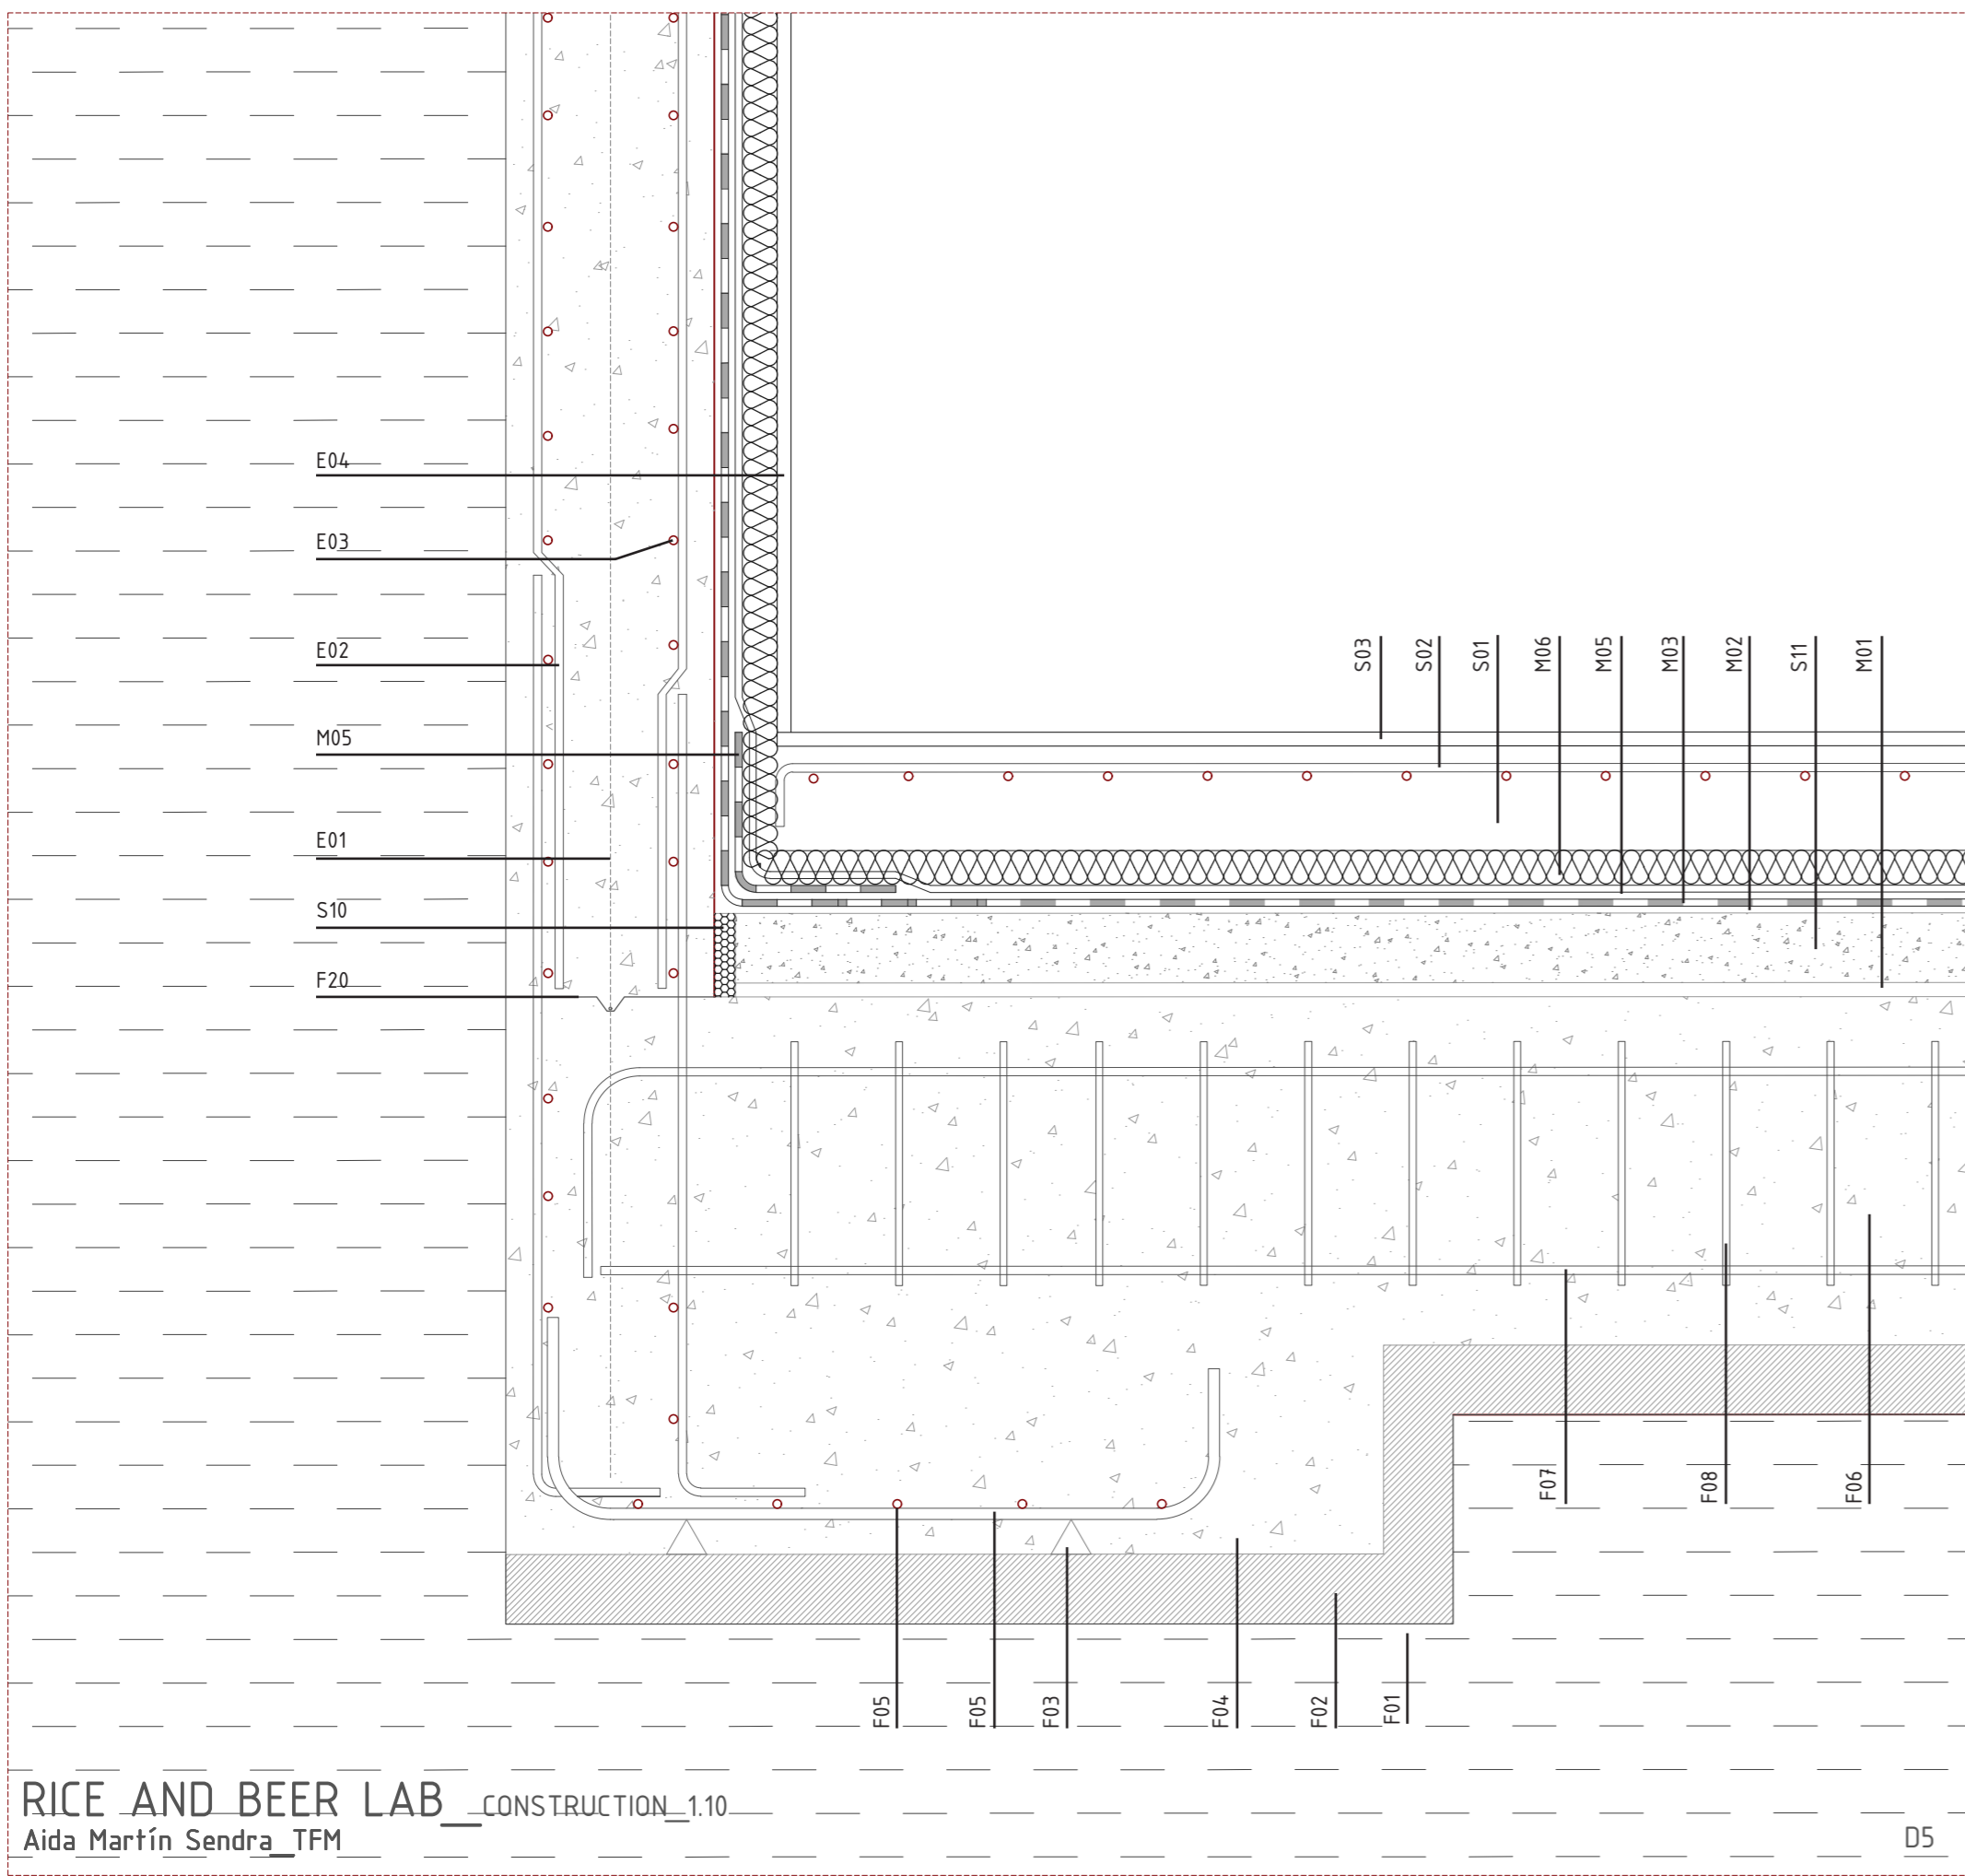 E04
E03
E02
M05
E01
S10
F20
S03
S02
S01
M06
M05
M03
M02
S11
M01
F07
F08
F06
F05
F05
F03
F04
F02
F01
RICE AND BEER LAB_CONSTRUCTION_1.10
Aida Martín Sendra_TFM
D5